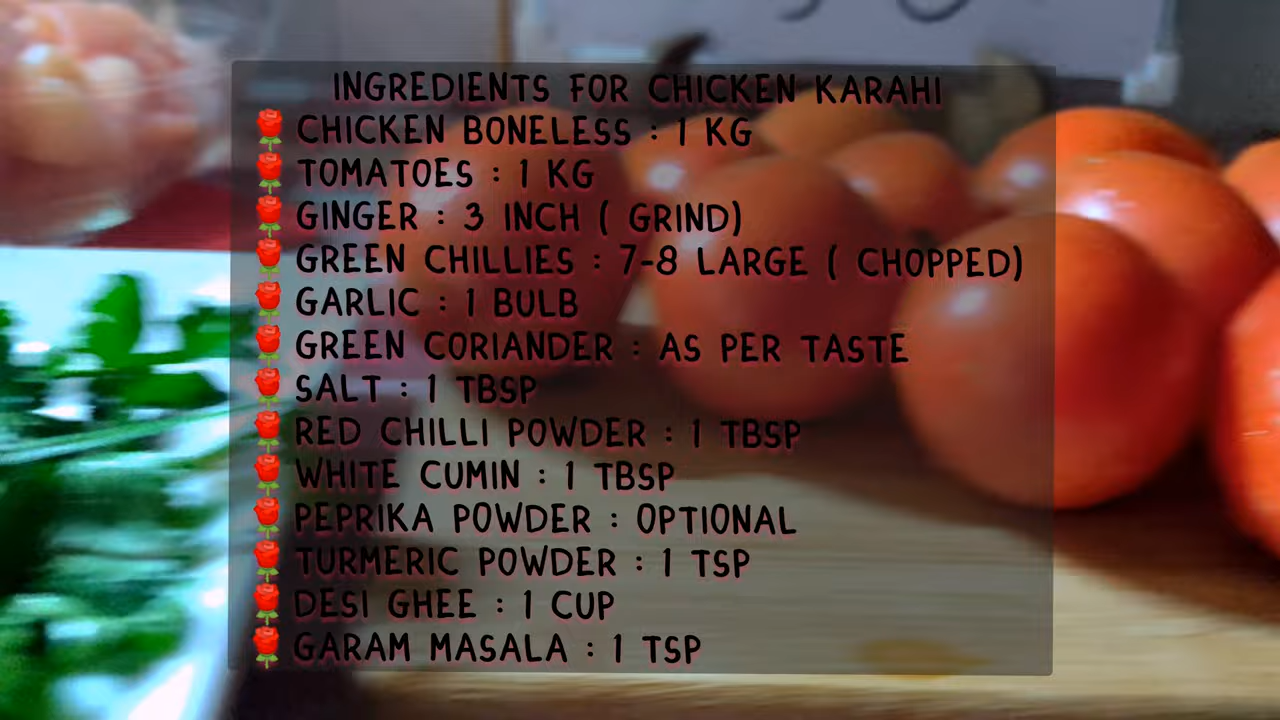 INGREDIENTS FOR CHICKEN KARAHI
CHICKEN BONELESS : 1 KG
TOMATOES : 1 KG
GINGER : 3 INCH ( GRIND)
GREEN CHILLIES : 7-8 LARGE ( CHOPPED)
GARLIC : 1 BULB
GREEN CORIANDER : AS PER TASTE
SALT : 1 TBSP
RED CHILLI POWDER : 1 TBSP
WHITE CUMIN : 1 TBSP
PEPRIKA POWDER : OPTIONAL
TURMERIC POWDER : 1 TSP
DESI GHEE : 1 CUP
GARAM MASALA : 1 TSP